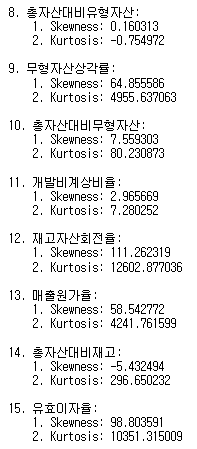 8. 총자산대비유형자산:
1. Skewness: 0.160313
2. Kurtosis: -0.754972
9. 무형자산상각률:
1. Skewness: 64.855586
2. Kurtosis: 4955.637063
10. 총자산대비무형자산:
1. Skewness: 7.559303
2. Kurtosis: 80.230873
11. 개발비계상비율:
1. Skewness: 2.965669
2. Kurtosis: 7.280252
12. 재고자산회전율:
1. Skewness: 111.262319
2. Kurtosis: 12602.877036
13. 매출원가율:
1. Skewness: 58.542772
2. Kurtosis: 4241.761599
14. 총자산대비재고:
1. Skewness: -5.432494
2. Kurtosis: 296.650232
15. 유효이자율:
1. Skewness: 98.803591
2. Kurtosis: 10351.315009